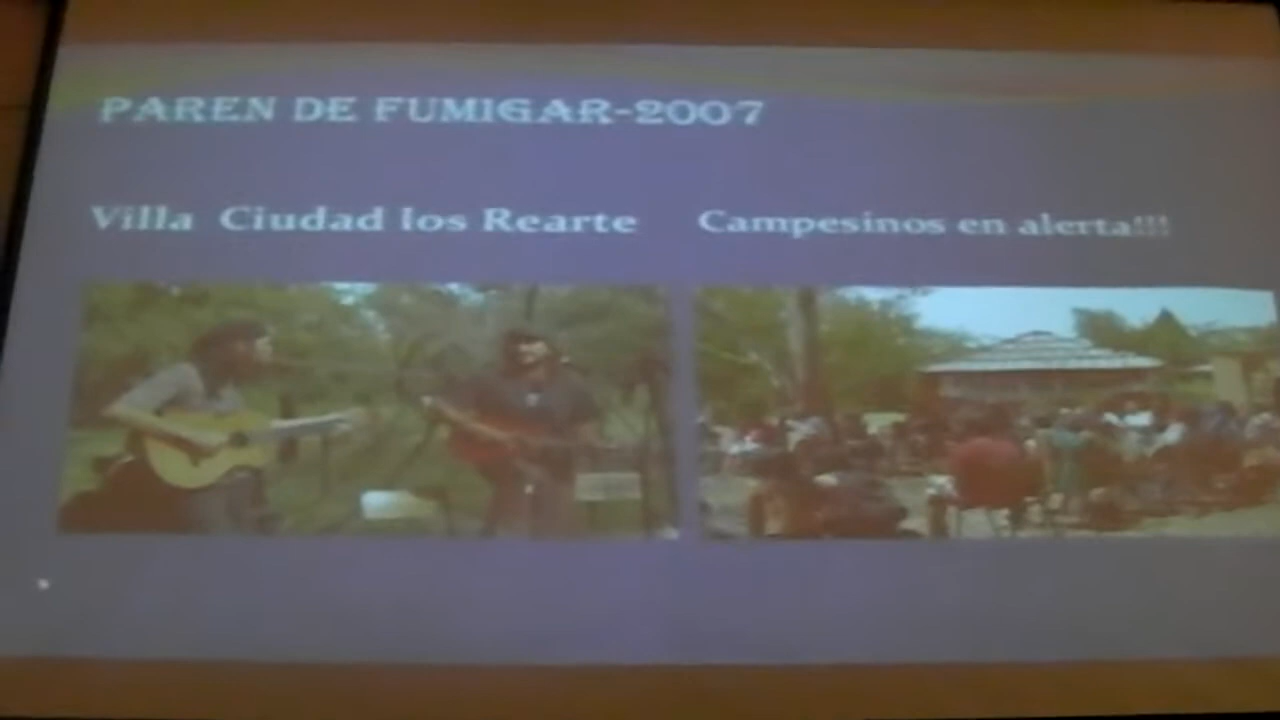 PAREN DE FUMIGAR-2007
Villa Ciudad los Rearte
Campesinos en alerta!!!